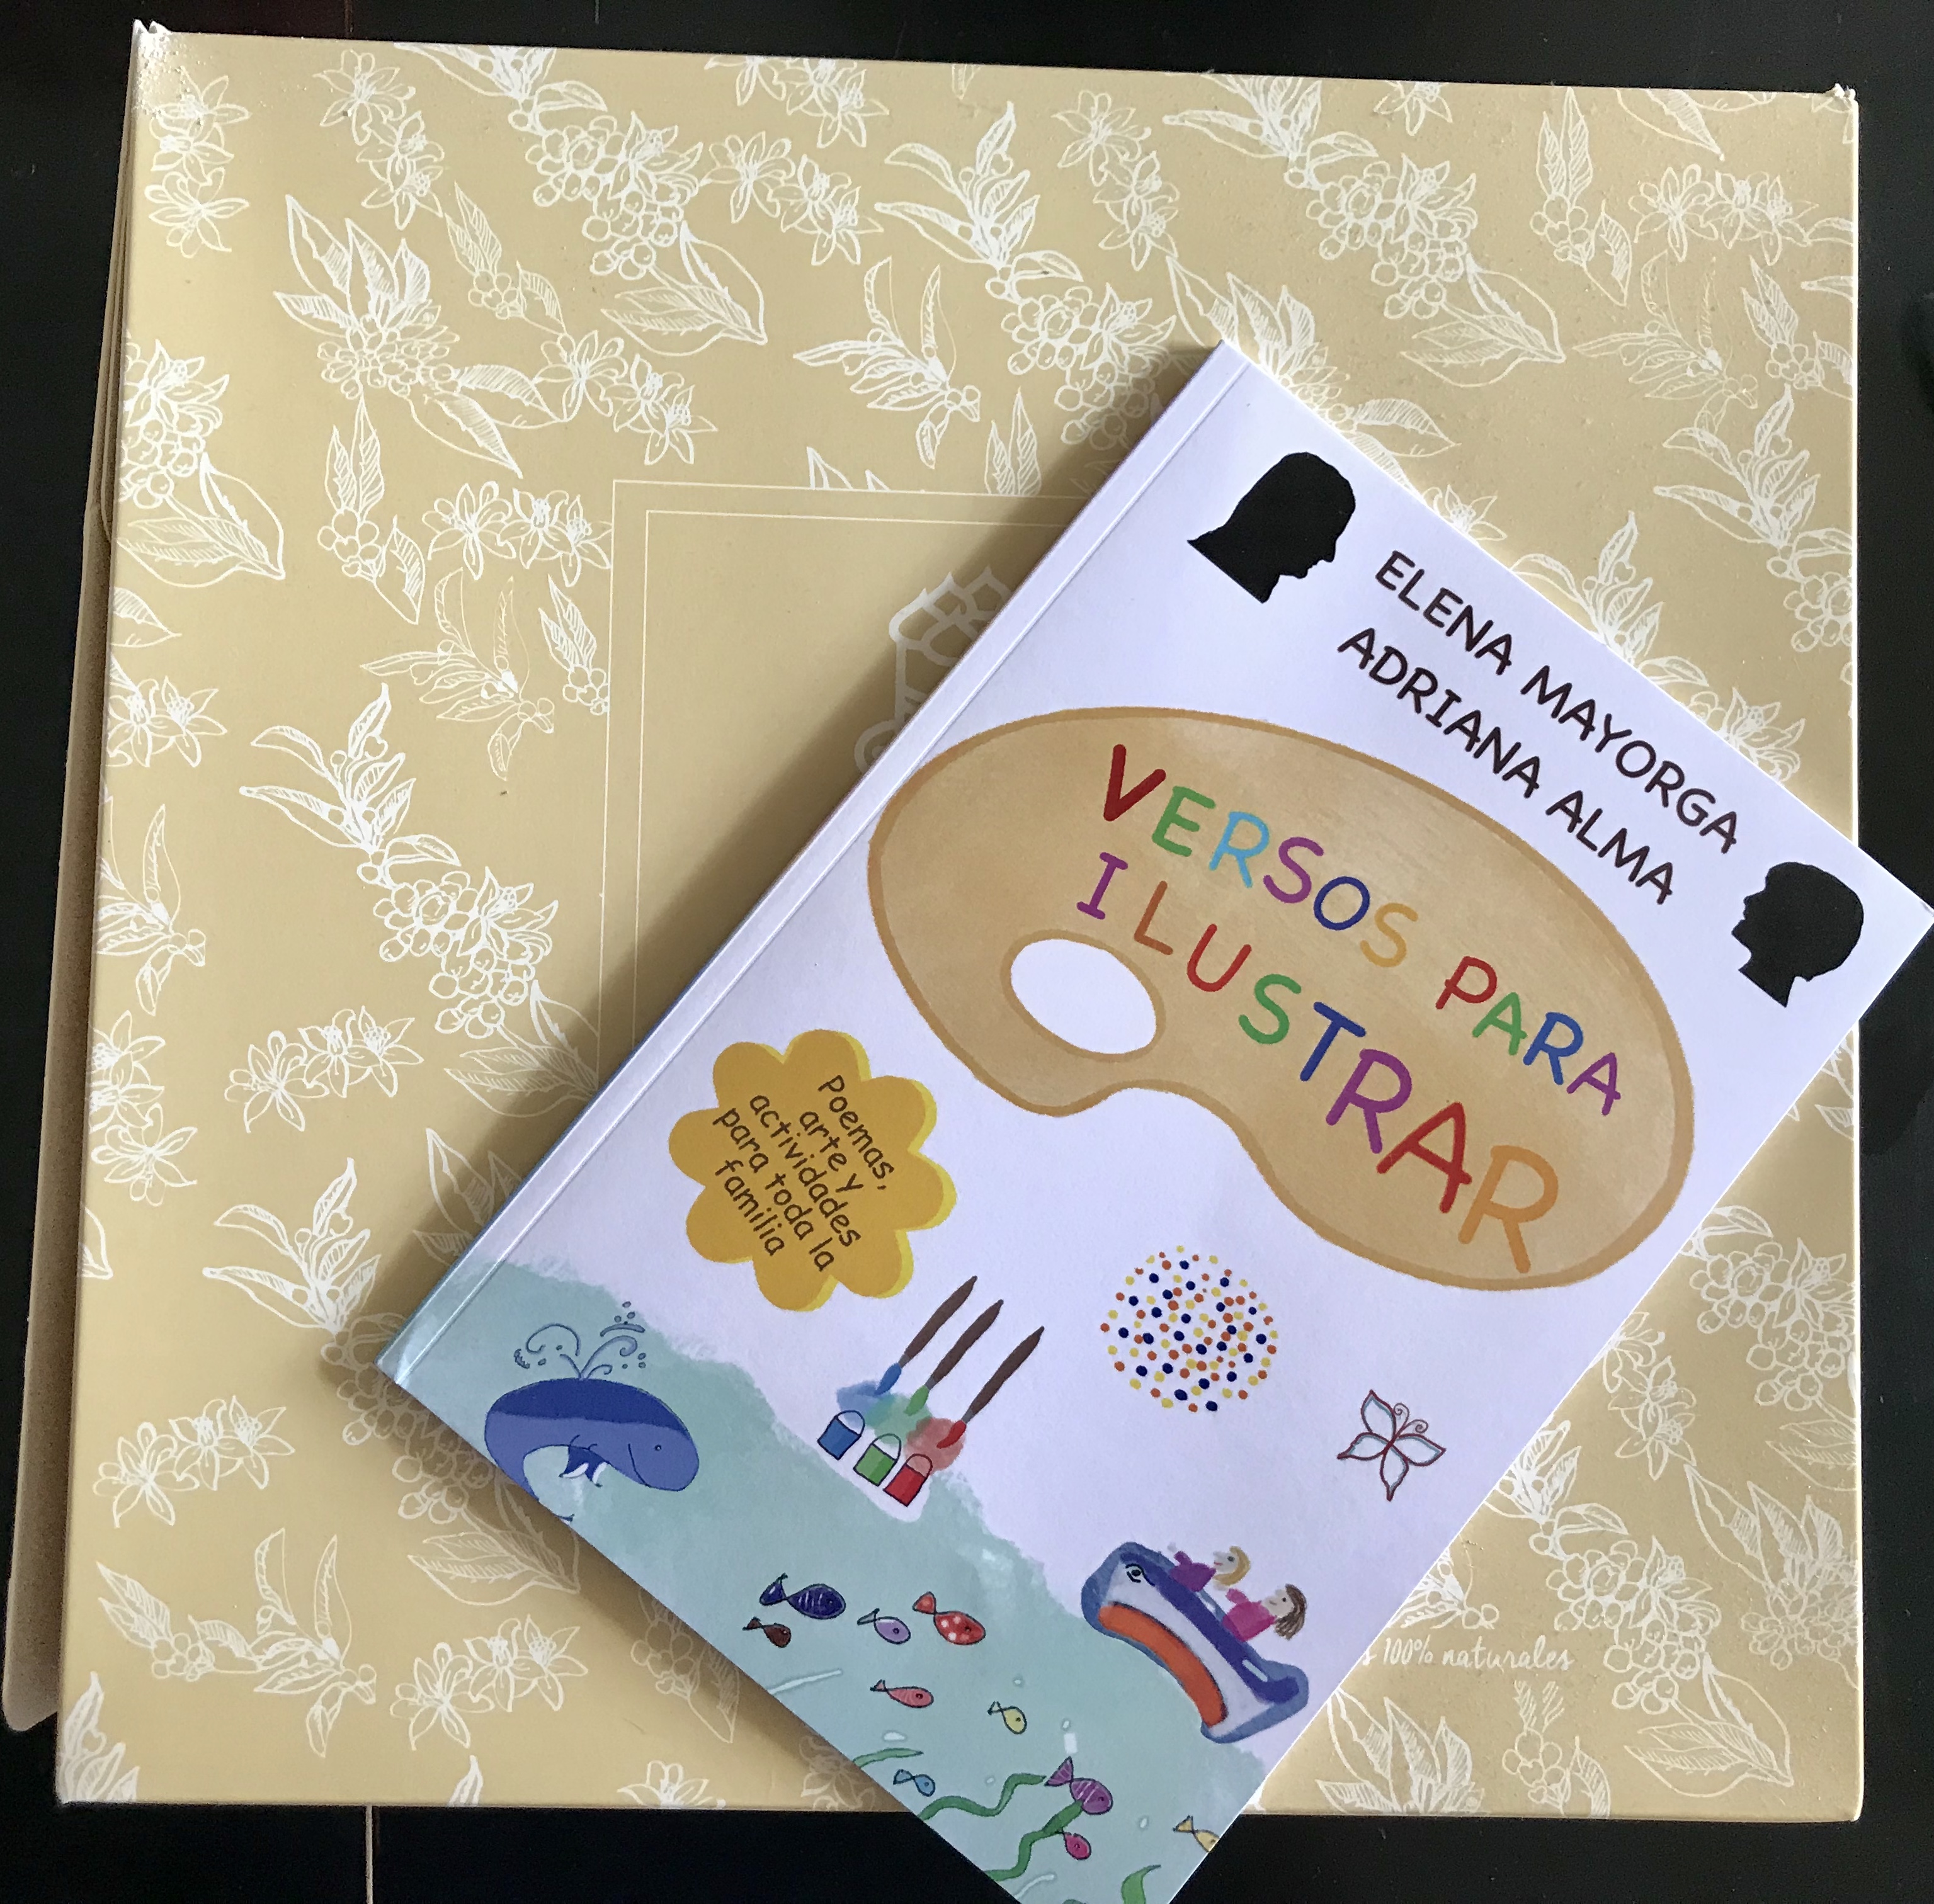 ELENA MAYORGA
ADRIANA ALMA
VERSOS PARA
ILUSTRAR
Poemas,
arte y
actividades
para toda la
familia
100% naturales